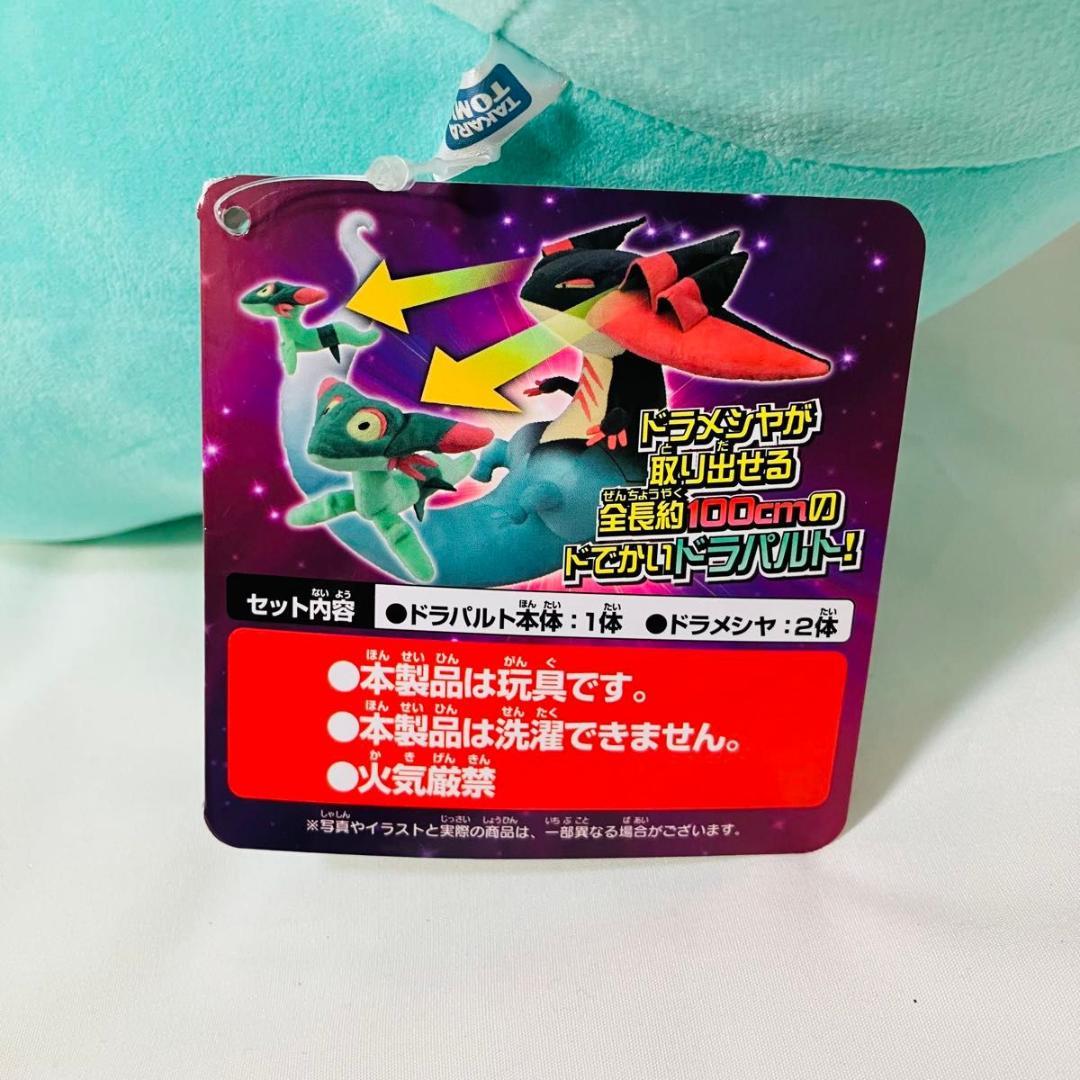 TAKARA
TOM
ドラメシヤが
取り出せる
全長約100cmの
ドでかいドラパルト!
セット内容 ●ドラパルト本体:1体 ●ドラメシヤ:2体
●本製品は玩具です。
●本製品は洗濯できません。
●火気厳禁
※写真やイラストと実際の商品は、一部異なる場合がございます。